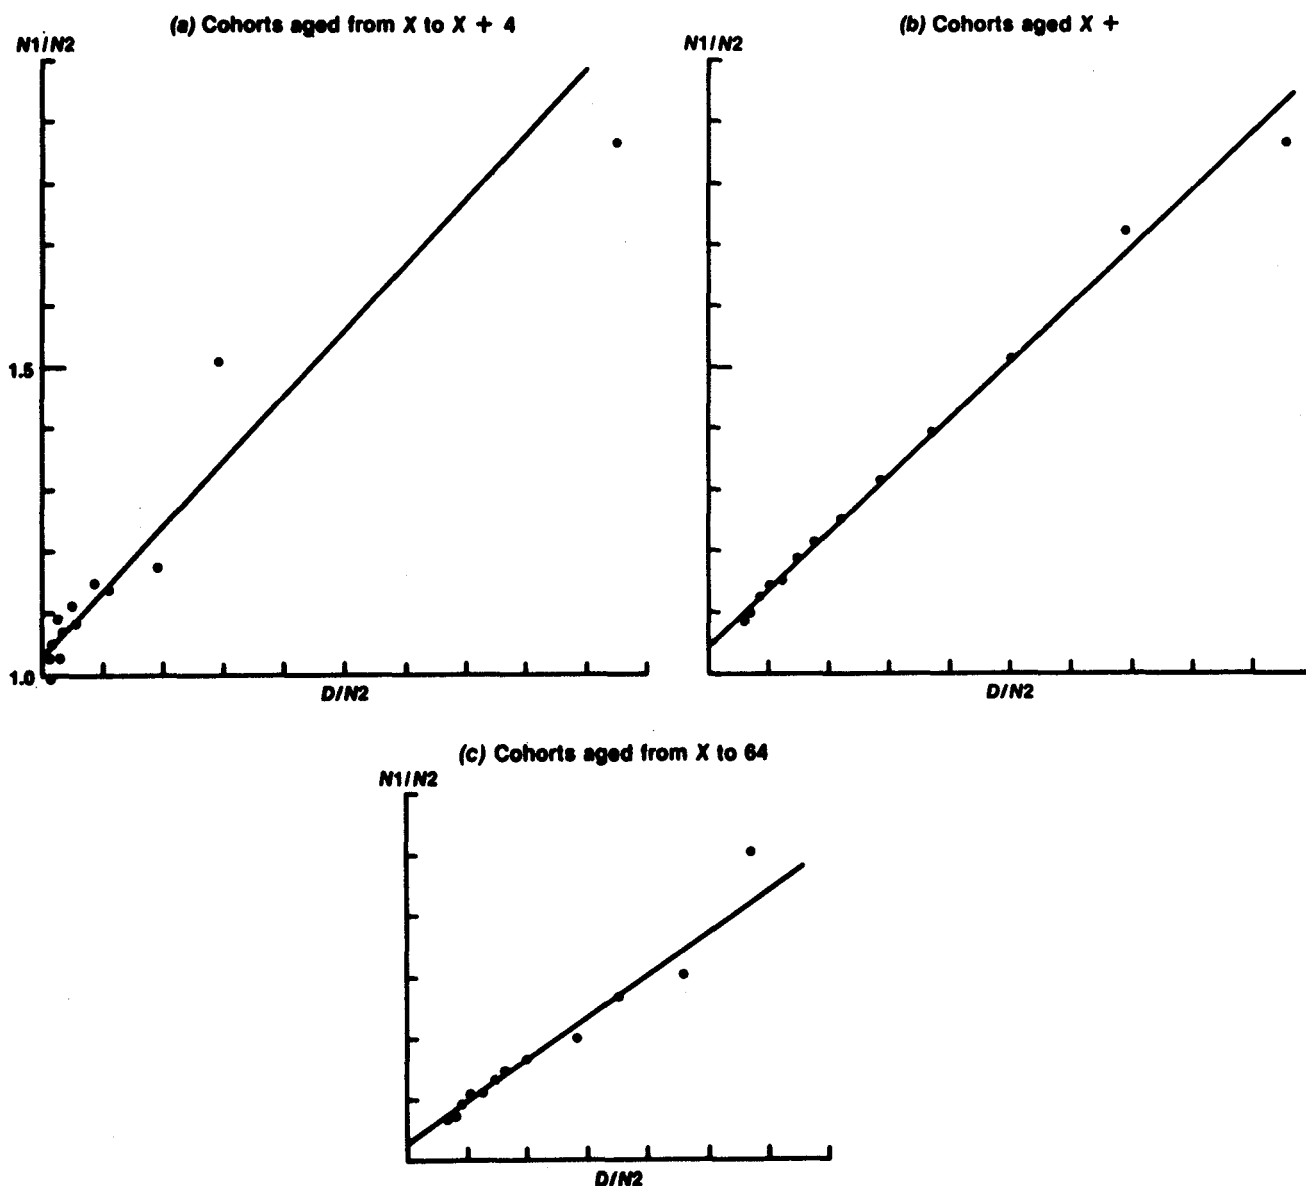 (a) Cohorts aged from X to X + 4
N1/N2
1.5
1.0
D/N2
(b) Cohorts aged X +
N1/N2
D/N2
(c) Cohorts aged from X to 64
N1/N2
D/N2